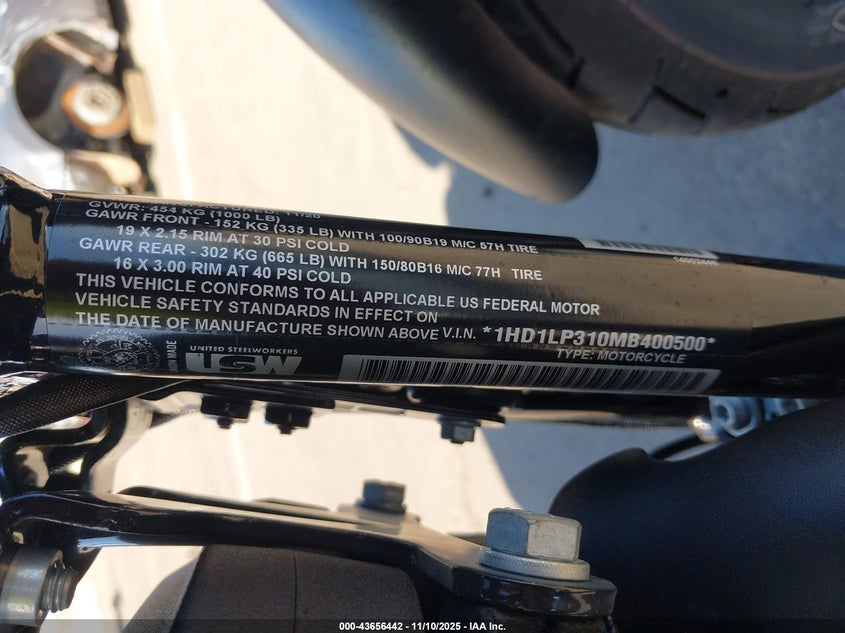 GVWR: 454 KG (1000 LB)
GAWR FRONT - 152 KG (335 LB) WITH 100/90B19 M/C 57H TIRE
19 X 2.15 RIM AT 30 PSI COLD
GAWR REAR - 302 KG (665 LB) WITH 150/80B16 M/C 77H TIRE
16 X 3.00 RIM AT 40 PSI COLD
THIS VEHICLE CONFORMS TO ALL APPLICABLE US FEDERAL MOTOR
VEHICLE SAFETY STANDARDS IN EFFECT ON
THE DATE OF MANUFACTURE SHOWN ABOVE V.I.N. *1HD1LP310MB400500*
TYPE: MOTORCYCLE
MADE
UNITED STEELWORKERS
USW
000-43656442 - 11/10/2025 - IAA Inc.